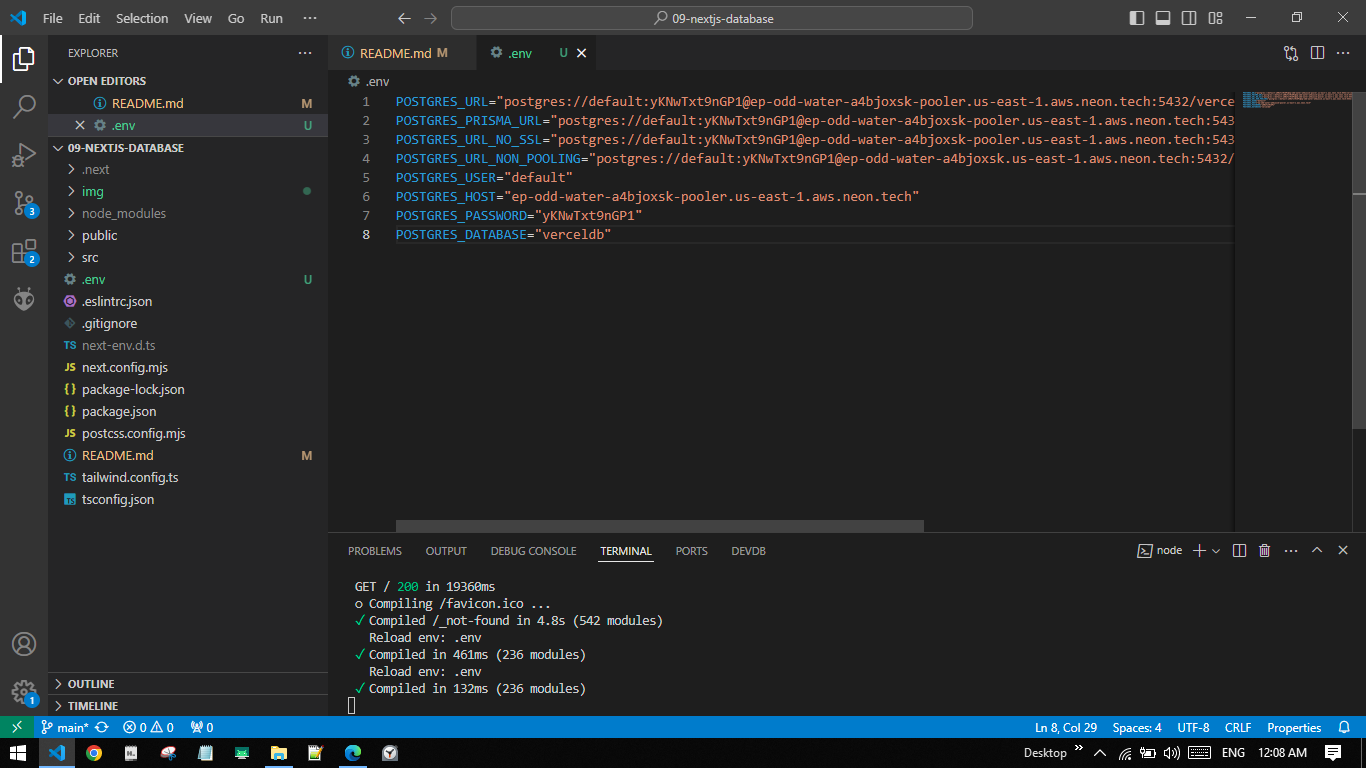 File Edit Selection View Go Run ··· 09-nextjs-database
EXPLORER ···
OPEN EDITORS
README.md M
.env U
09-NEXTJS-DATABASE
.next
img
node_modules
public
src
.env U
.eslintrc.json
.gitignore
TS next-env.d.ts
JS next.config.mjs
{} package-lock.json
{} package.json
JS postcss.config.mjs
README.md M
TS tailwind.config.ts
TS tsconfig.json
OUTLINE
TIMELINE
3
2
1
README.md M .env U
.env
1 POSTGRES_URL="postgres://default:yKNwTxt9nGP1@ep-odd-water-a4bjoxsk-pooler.us-east-1.aws.neon.tech:5432/verce
2 POSTGRES_PRISMA_URL="postgres://default:yKNwTxt9nGP1@ep-odd-water-a4bjoxsk-pooler.us-east-1.aws.neon.tech:543
3 POSTGRES_URL_NO_SSL="postgres://default:yKNwTxt9nGP1@ep-odd-water-a4bjoxsk-pooler.us-east-1.aws.neon.tech:543
4 POSTGRES_URL_NON_POOLING="postgres://default:yKNwTxt9nGP1@ep-odd-water-a4bjoxsk.us-east-1.aws.neon.tech:5432/
5 POSTGRES_USER="default"
6 POSTGRES_HOST="ep-odd-water-a4bjoxsk-pooler.us-east-1.aws.neon.tech"
7 POSTGRES_PASSWORD="yKNwTxt9nGP1"
8 POSTGRES_DATABASE="verceldb"
PROBLEMS OUTPUT DEBUG CONSOLE TERMINAL PORTS DEVDB node
GET / 200 in 19360ms
○ Compiling /favicon.ico ...
✓ Compiled /_not-found in 4.8s (542 modules)
Reload env: .env
✓ Compiled in 461ms (236 modules)
Reload env: .env
✓ Compiled in 132ms (236 modules)
main* 0 0 0 Ln 8, Col 29 Spaces: 4 UTF-8 CRLF Properties
Desktop ENG 12:08 AM